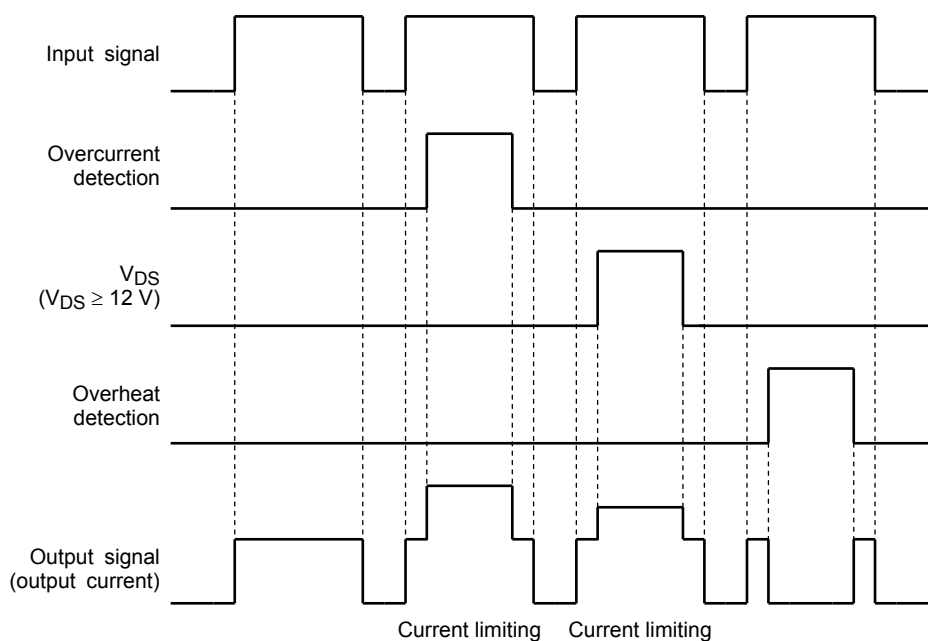 Input signal
Overcurrent
detection
VDS
(VDS ≥ 12 V)
Overheat
detection
Output signal
(output current)
Current limiting
Current limiting